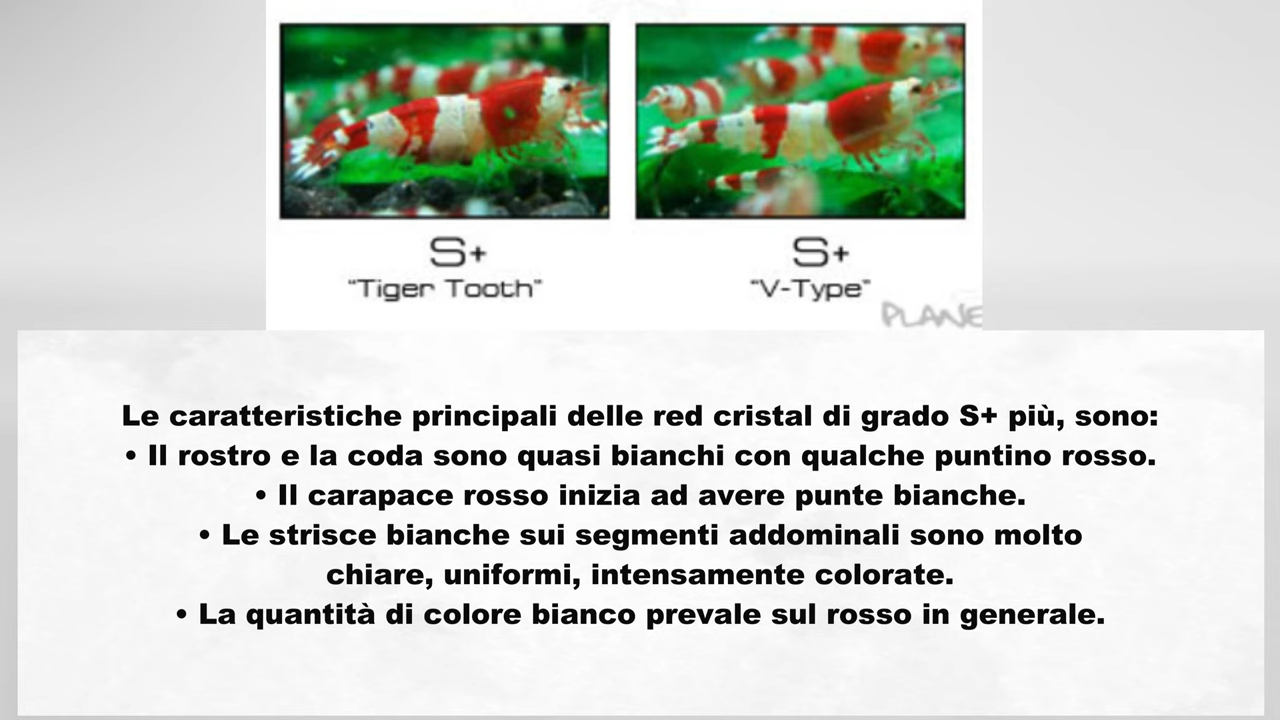 S+
"Tiger Tooth"
S+
"V-Type"
PLANE
Le caratteristiche principali delle red cristal di grado S+ più, sono:
• Il rostro e la coda sono quasi bianchi con qualche puntino rosso.
• Il carapace rosso inizia ad avere punte bianche.
• Le strisce bianche sui segmenti addominali sono molto
chiare, uniformi, intensamente colorate.
• La quantità di colore bianco prevale sul rosso in generale.